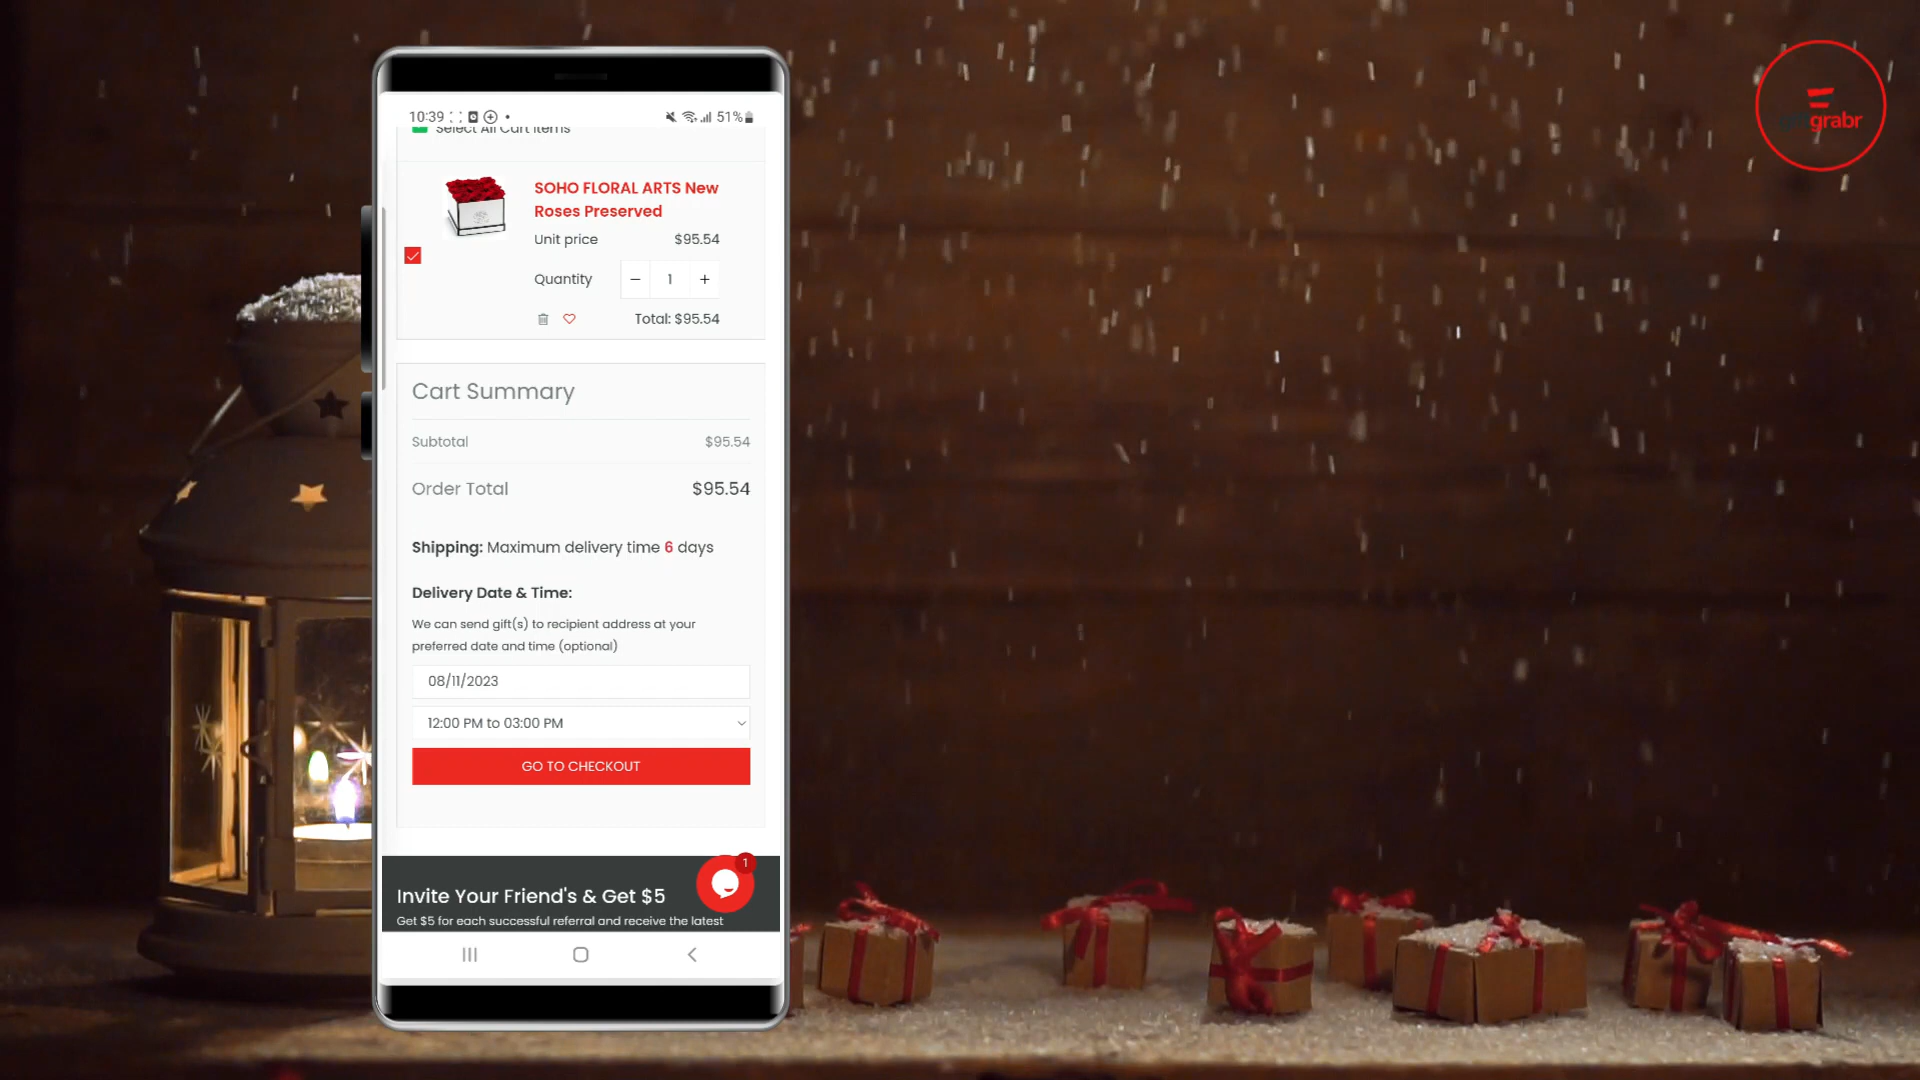 10:39
51%
Select All Cart Items
SOHO FLORAL ARTS New
Roses Preserved
Unit price $95.54
Quantity − 1 +
Total: $95.54
Cart Summary
Subtotal $95.54
Order Total $95.54
Shipping: Maximum delivery time 6 days
Delivery Date & Time:
We can send gift(s) to recipient address at your
preferred date and time (optional)
08/11/2023
12:00 PM to 03:00 PM
GO TO CHECKOUT
1
Invite Your Friend's & Get $5
Get $5 for each successful referral and receive the latest
grabr